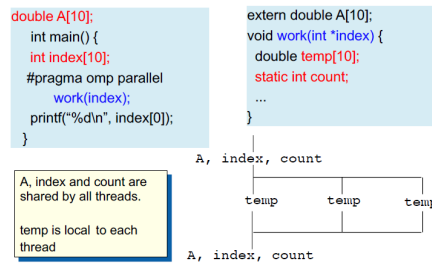 double A[10];
int main() {
int index[10];
#pragma omp parallel
work(index);
printf("%d\n", index[0]);
}
extern double A[10];
void work(int *index) {
double temp[10];
static int count;
...
}
A, index, count
temp temp temp
A, index and count are
shared by all threads.
temp is local to each
thread
A, index, count